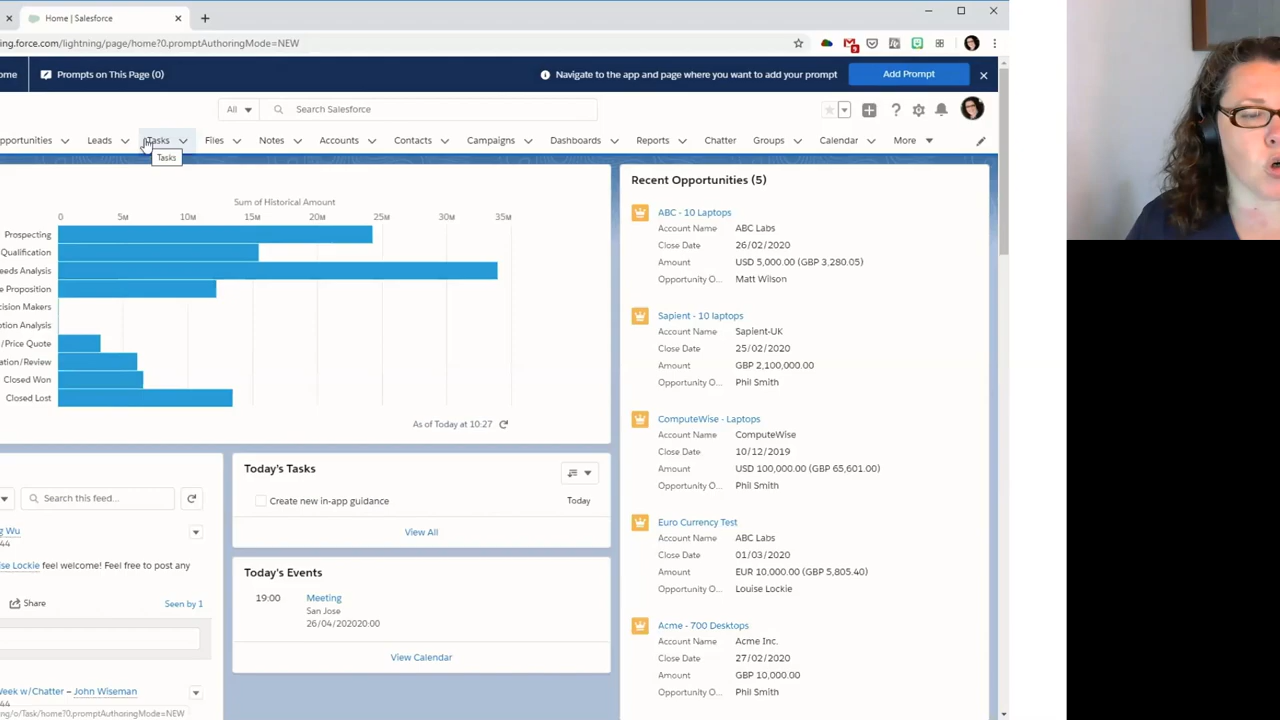 Home | Salesforce
ng.force.com/lightning/page/home?0.promptAuthoringMode=NEW
9
ome
Prompts on This Page (0)
Navigate to the app and page where you want to add your prompt
Add Prompt
All
Search Salesforce
pportunities
Leads
Tasks
Files
Notes
Accounts
Contacts
Campaigns
Dashboards
Reports
Chatter
Groups
Calendar
More
Tasks
Sum of Historical Amount
0 5M 10M 15M 20M 25M 30M 35M
Prospecting
Qualification
eeds Analysis
e Proposition
cision Makers
ption Analysis
/Price Quote
ation/Review
Closed Won
Closed Lost
As of Today at 10:27
Recent Opportunities (5)
ABC - 10 Laptops
Account Name ABC Labs
Close Date 26/02/2020
Amount USD 5,000.00 (GBP 3,280.05)
Opportunity O... Matt Wilson
Sapient - 10 laptops
Account Name Sapient-UK
Close Date 25/02/2020
Amount GBP 2,100,000.00
Opportunity O... Phil Smith
ComputeWise - Laptops
Account Name ComputeWise
Close Date 10/12/2019
Amount USD 100,000.00 (GBP 65,601.00)
Opportunity O... Phil Smith
Euro Currency Test
Account Name ABC Labs
Close Date 01/03/2020
Amount EUR 10,000.00 (GBP 5,805.40)
Opportunity O... Louise Lockie
Acme - 700 Desktops
Account Name Acme Inc.
Close Date 27/02/2020
Amount GBP 10,000.00
Opportunity O... Phil Smith
Search this feed...
g Wu
44
ise Lockie feel welcome! Feel free to post any
Share
Seen by 1
Week w/Chatter – John Wiseman
44
ng/o/Task/home?0.promptAuthoringMode=NEW
Today's Tasks
Create new in-app guidance Today
View All
Today's Events
19:00 Meeting
San Jose
26/04/202020:00
View Calendar